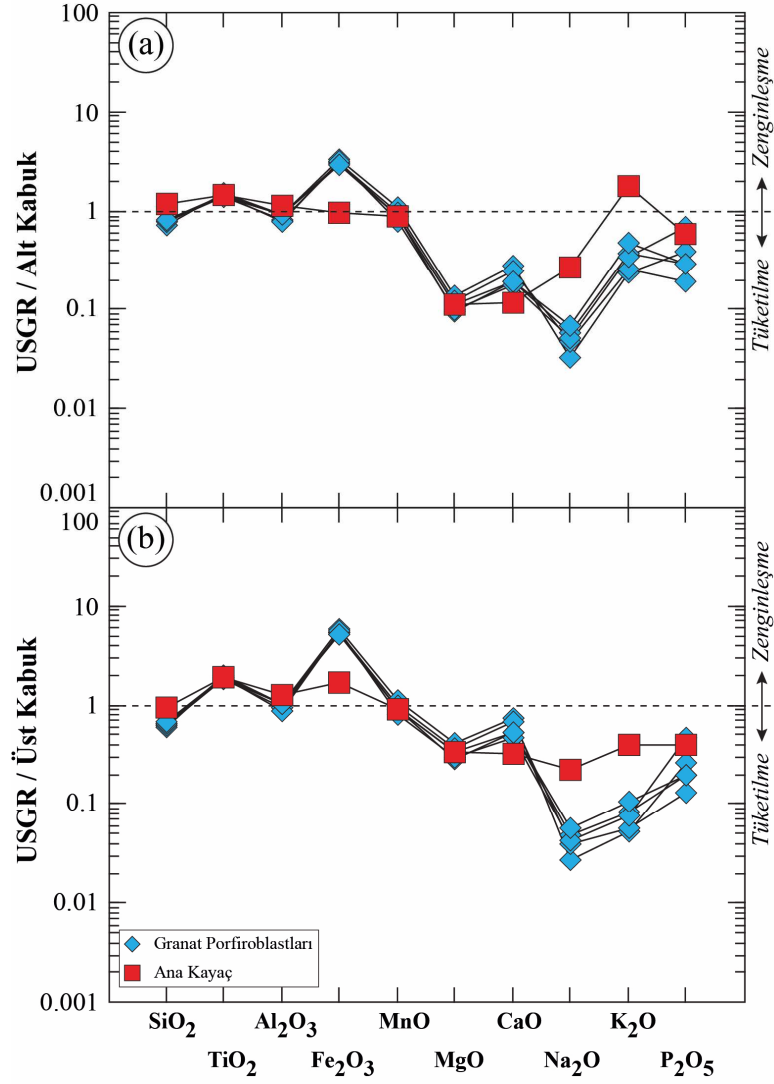 (a)
100
10
1
0.1
0.01
0.001
USGR / Alt Kabuk
Zenginleşme
Tüketilme
(b)
100
10
1
0.1
0.01
0.001
USGR / Üst Kabuk
Zenginleşme
Tüketilme
Granat Porfiroblastları
Ana Kayaç
SiO₂ Al₂O₃ MnO CaO K₂O
TiO₂ Fe₂O₃ MgO Na₂O P₂O₅